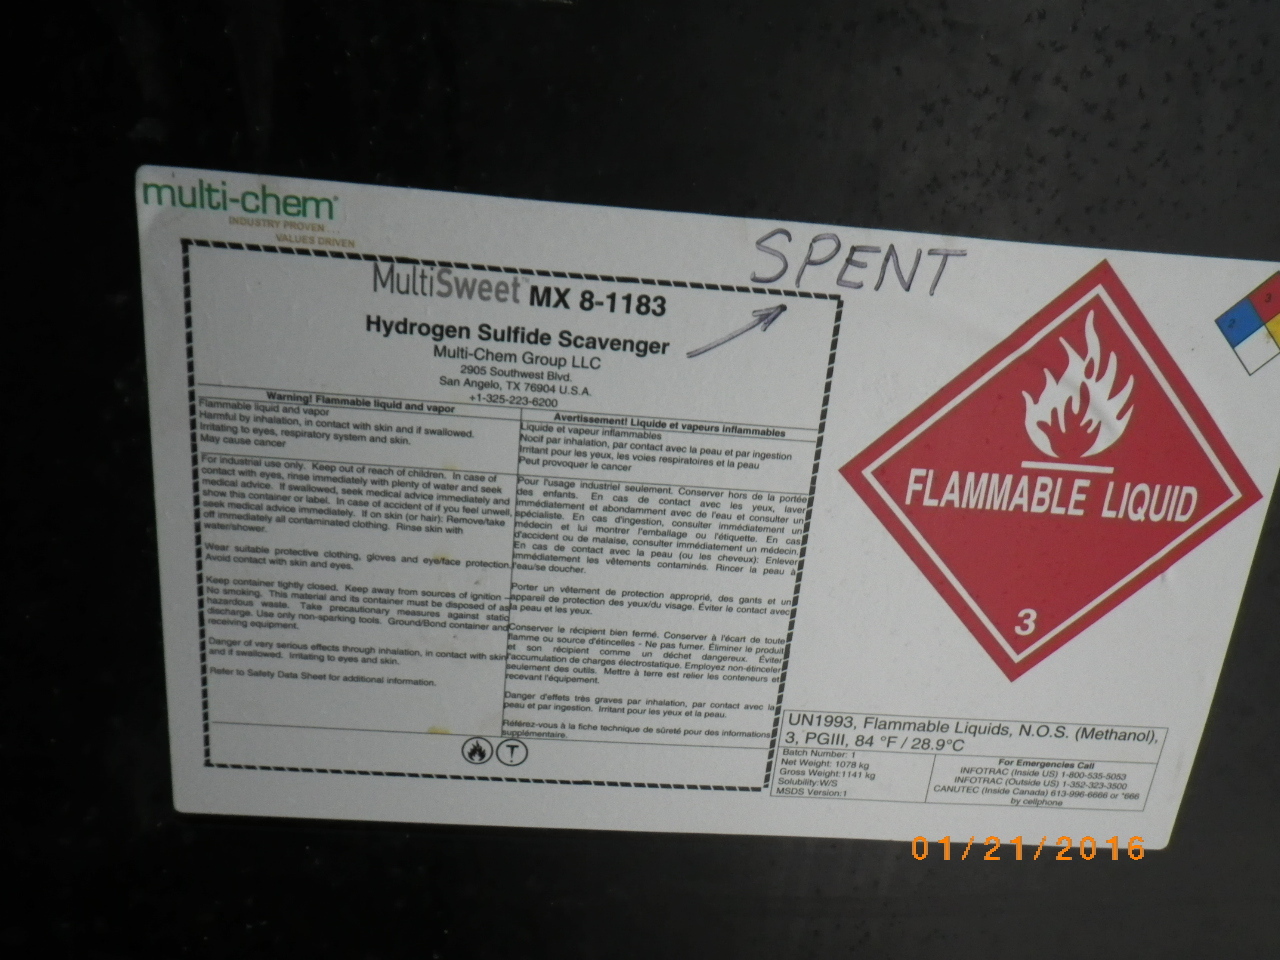 multi-chem
INDUSTRY PROVEN...
VALUES DRIVEN
SPENT
MultiSweet™ MX 8-1183
Hydrogen Sulfide Scavenger
Multi-Chem Group LLC
2905 Southwest Blvd.
San Angelo, TX 76904 U.S.A.
+1-325-223-6200
Warning! Flammable liquid and vapor
Flammable liquid and vapor
Harmful by inhalation, in contact with skin and if swallowed.
Irritating to eyes, respiratory system and skin.
May cause cancer
For industrial use only. Keep out of reach of children. In case of
contact with eyes, rinse immediately with plenty of water and seek
medical advice. If swallowed, seek medical advice immediately and
show this container or label. In case of accident of if you feel unwell,
seek medical advice immediately. If on skin (or hair): Remove/take
off immediately all contaminated clothing. Rinse skin with
water/shower.
Wear suitable protective clothing, gloves and eye/face protection.
Avoid contact with skin and eyes.
Keep container tightly closed. Keep away from sources of ignition –
No smoking. This material and its container must be disposed of as
hazardous waste. Take precautionary measures against static
discharge. Use only non-sparking tools. Ground/Bond container and
receiving equipment.
Danger of very serious effects through inhalation, in contact with skin
and if swallowed. Irritating to eyes and skin.
Refer to Safety Data Sheet for additional information.
Avertissement! Liquide et vapeurs inflammables
Liquide et vapeur inflammables
Nocif par inhalation, par contact avec la peau et par ingestion
Irritant pour les yeux, les voies respiratoires et la peau
Peut provoquer le cancer
Pour l'usage industriel seulement. Conserver hors de la portée
des enfants. En cas de contact avec les yeux, laver
immédiatement et abondamment avec de l'eau et consulter un
spécialiste. En cas d'ingestion, consulter immédiatement un
médecin et lui montrer l'emballage ou l'étiquette. En cas
d'accident ou de malaise, consulter immédiatement un médecin.
En cas de contact avec la peau (ou les cheveux): Enlever
immédiatement les vêtements contaminés. Rincer la peau à
l'eau/se doucher.
Porter un vêtement de protection approprié, des gants et un
appareil de protection des yeux/du visage. Éviter le contact avec
la peau et les yeux.
Conserver le récipient bien fermé. Conserver à l'écart de toute
flamme ou source d'étincelles - Ne pas fumer. Éliminer le produit
et son récipient comme un déchet dangereux. Éviter
l'accumulation de charges électrostatique. Employez non-étinceler
seulement des outils. Mettre à terre est relier les conteneurs et
recevant l'équipement.
Danger d'effets très graves par inhalation, par contact avec la
peau et par ingestion. Irritant pour les yeux et la peau.
Référez-vous à la fiche technique de sûreté pour des informations
supplémentaire.
T
3
2
FLAMMABLE LIQUID
3
UN1993, Flammable Liquids, N.O.S. (Methanol),
3, PGIII, 84 °F / 28.9°C
Batch Number: 1
Net Weight: 1078 kg
Gross Weight:1141 kg
Solubility:W/S
MSDS Version:1
For Emergencies Call
INFOTRAC (Inside US) 1-800-535-5053
INFOTRAC (Outside US) 1-352-323-3500
CANUTEC (Inside Canada) 613-996-6666 or *666
by cellphone
01/21/2016